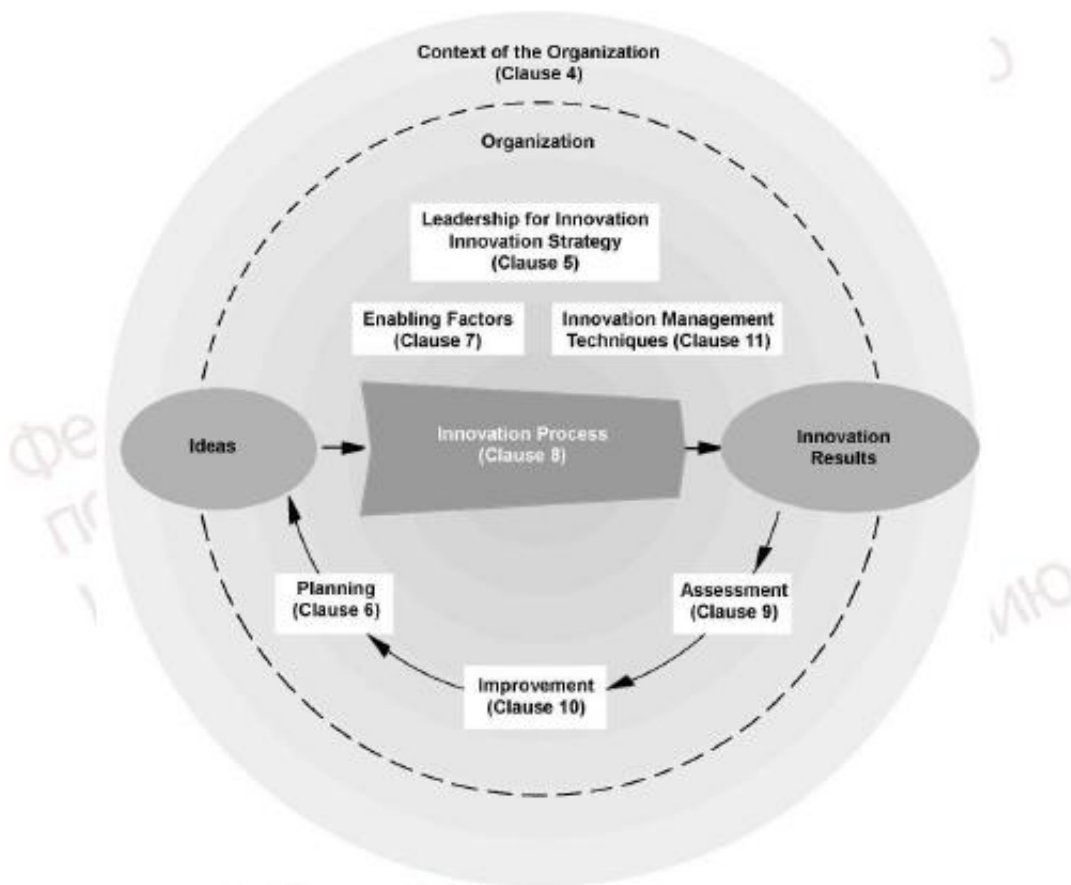 Context of the Organization
(Clause 4)
Organization
Leadership for Innovation
Innovation Strategy
(Clause 5)
Enabling Factors
(Clause 7)
Innovation Management
Techniques (Clause 11)
Ideas
Innovation Process
(Clause 8)
Innovation
Results
Planning
(Clause 6)
Assessment
(Clause 9)
Improvement
(Clause 10)